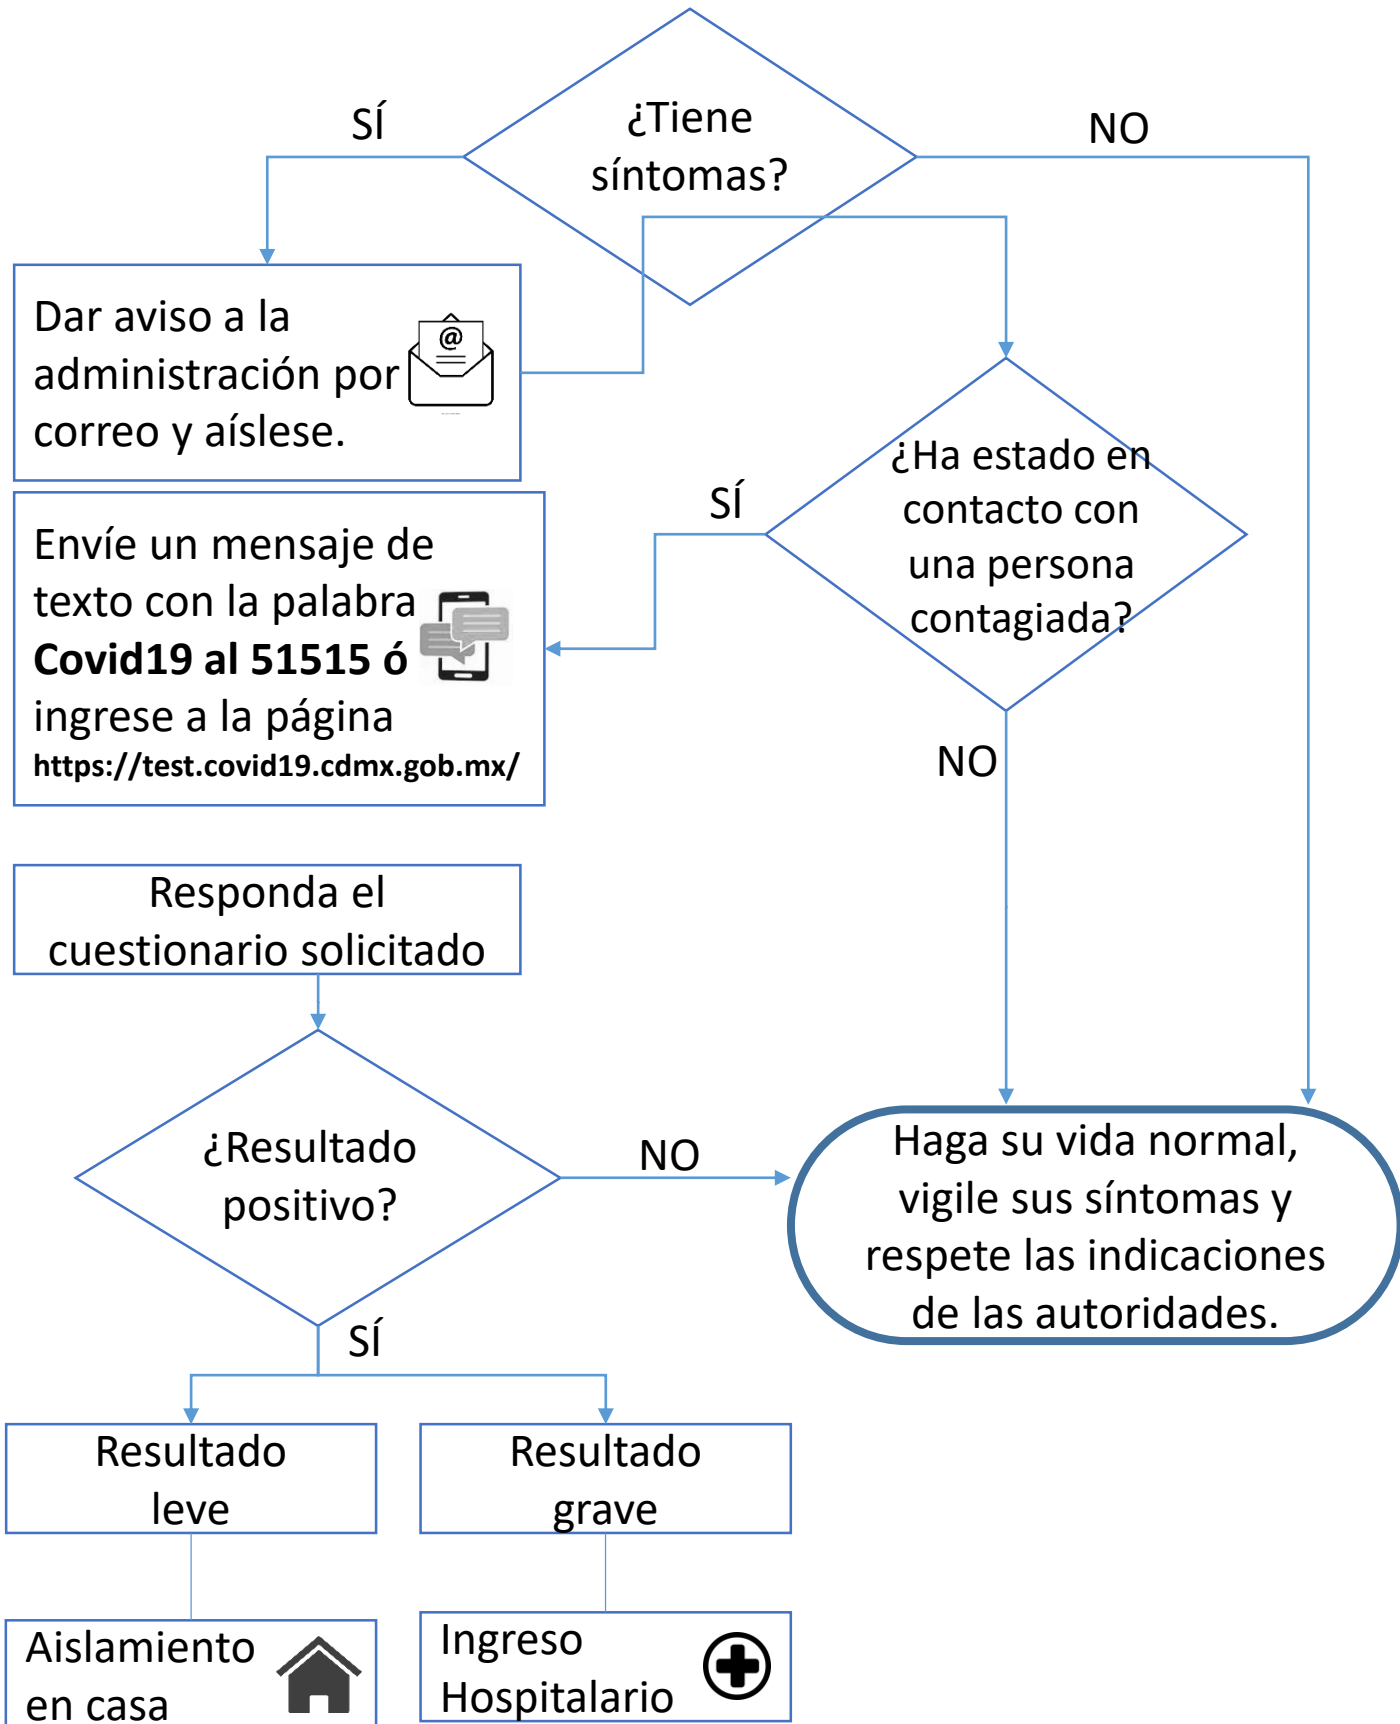 ¿Tiene
síntomas?
SÍ
NO
Dar aviso a la
administración por
correo y aíslese.
@
¿Ha estado en
contacto con
una persona
contagiada?
SÍ
NO
Envíe un mensaje de
texto con la palabra
Covid19 al 51515 ó
ingrese a la página
https://test.covid19.cdmx.gob.mx/
Responda el
cuestionario solicitado
¿Resultado
positivo?
NO
SÍ
Haga su vida normal,
vigile sus síntomas y
respete las indicaciones
de las autoridades.
Resultado
leve
Resultado
grave
Aislamiento
en casa
Ingreso
Hospitalario